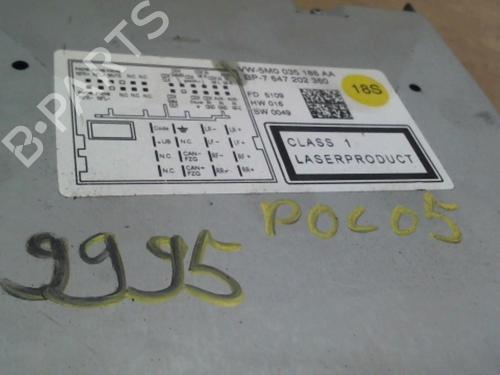 B-PARTS
VW-5M0 035 186 AA
BP-7 647 202 360
18S
FD 5109
HW 016
SW 0049
Code LF- LF+
+UB N.C. LR- LR+
N.C. CAN- FZG RF- RF+
N.C. CAN+ FZG RR- RR+
CLASS 1
LASERPRODUCT
POCO5
9995